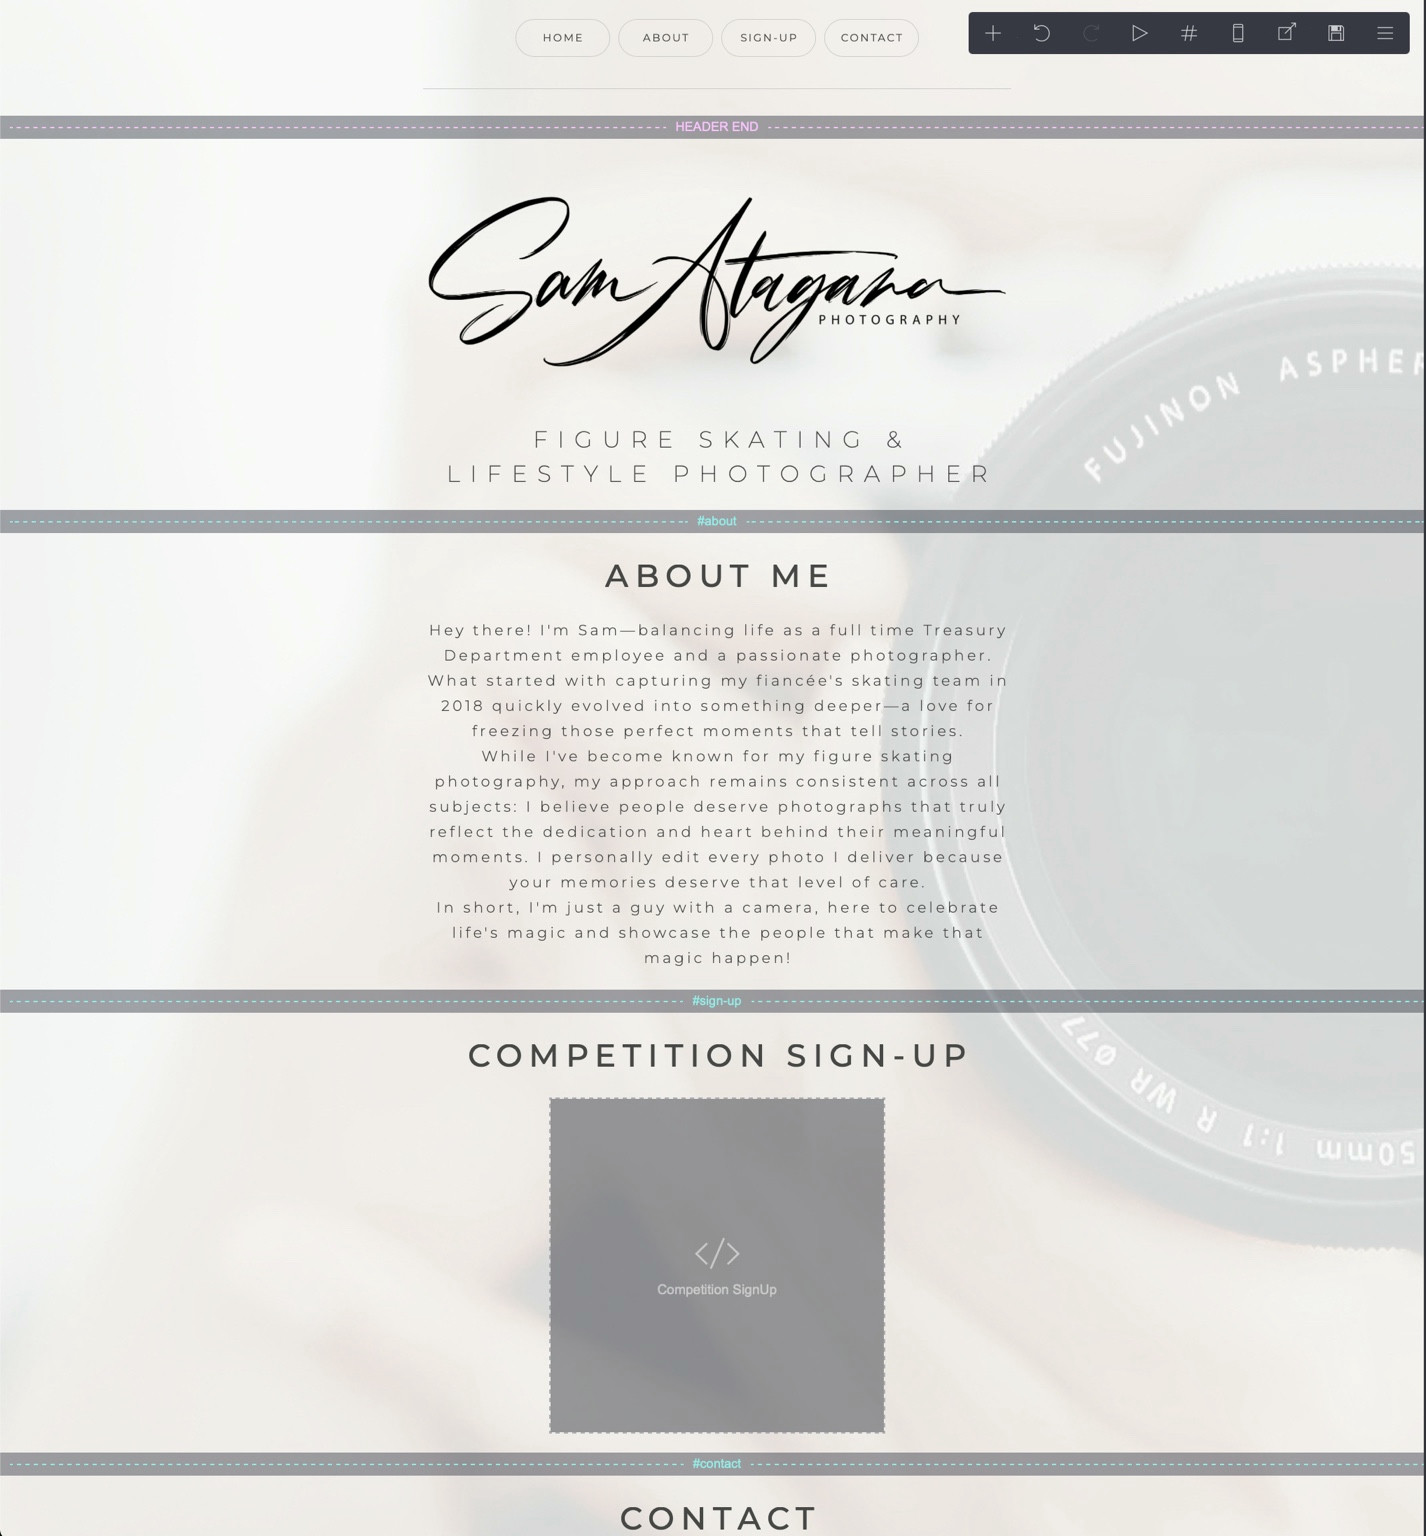 HOME ABOUT SIGN-UP CONTACT
HEADER END
Sam Atagana
PHOTOGRAPHY
FUJINON ASPHER
FIGURE SKATING &
LIFESTYLE PHOTOGRAPHER
#about
ABOUT ME
Hey there! I'm Sam—balancing life as a full time Treasury
Department employee and a passionate photographer.
What started with capturing my fiancée's skating team in
2018 quickly evolved into something deeper—a love for
freezing those perfect moments that tell stories.
While I've become known for my figure skating
photography, my approach remains consistent across all
subjects: I believe people deserve photographs that truly
reflect the dedication and heart behind their meaningful
moments. I personally edit every photo I deliver because
your memories deserve that level of care.
In short, I'm just a guy with a camera, here to celebrate
life's magic and showcase the people that make that
magic happen!
#sign-up
COMPETITION SIGN-UP
50mm 1:1 R WR Ø77
</>
Competition SignUp
#contact
CONTACT